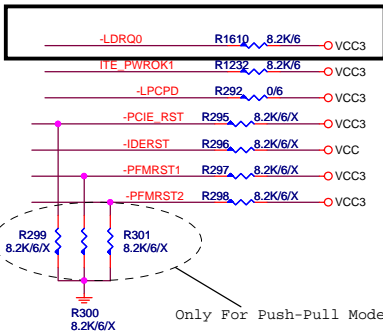 -LDRQ0 R1610 8.2K/6 VCC3
ITE_PWROK1 R1232 8.2K/6 VCC3
-LPCPD R292 0/6 VCC3
-PCIE_RST R295 8.2K/6/X VCC3
-IDERST R296 8.2K/6/X VCC
-PFMRST1 R297 8.2K/6/X VCC3
-PFMRST2 R298 8.2K/6/X VCC3
R299 R301
8.2K/6/X 8.2K/6/X
R300
8.2K/6/X
Only For Push-Pull Mode